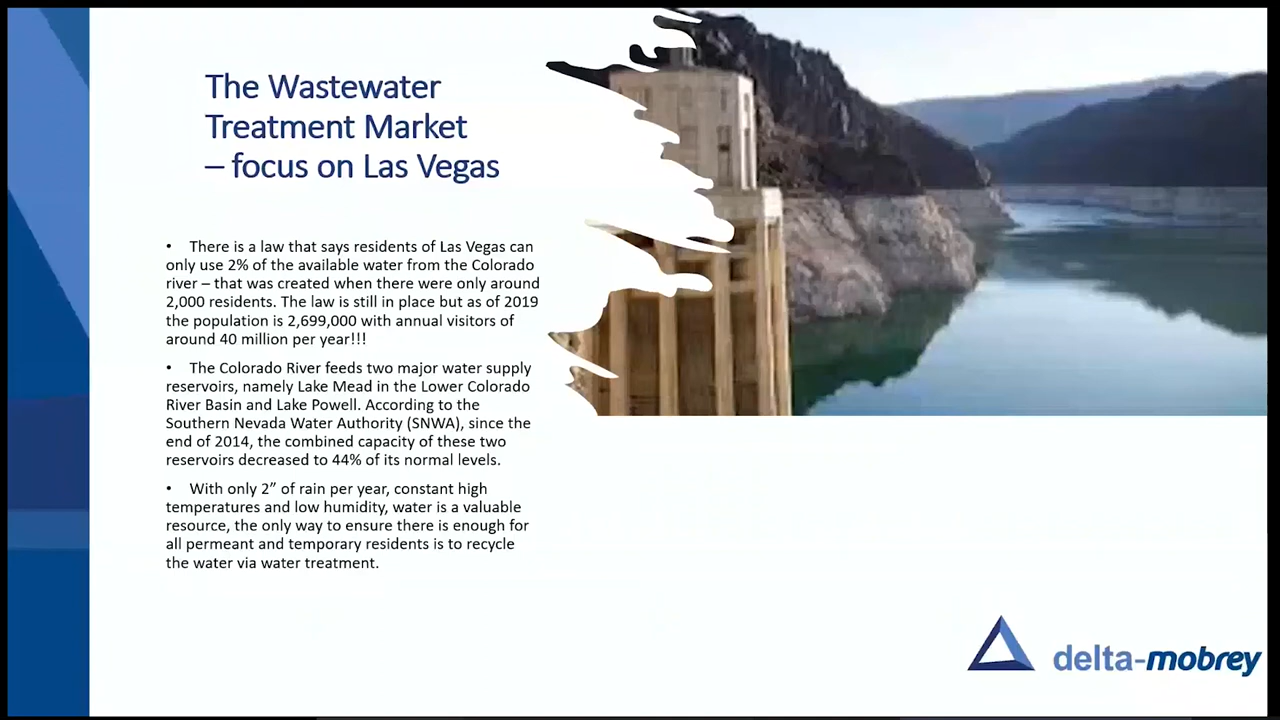 The Wastewater
Treatment Market
– focus on Las Vegas
• There is a law that says residents of Las Vegas can
only use 2% of the available water from the Colorado
river – that was created when there were only around
2,000 residents. The law is still in place but as of 2019
the population is 2,699,000 with annual visitors of
around 40 million per year!!!
• The Colorado River feeds two major water supply
reservoirs, namely Lake Mead in the Lower Colorado
River Basin and Lake Powell. According to the
Southern Nevada Water Authority (SNWA), since the
end of 2014, the combined capacity of these two
reservoirs decreased to 44% of its normal levels.
• With only 2” of rain per year, constant high
temperatures and low humidity, water is a valuable
resource, the only way to ensure there is enough for
all permeant and temporary residents is to recycle
the water via water treatment.
delta-mobrey